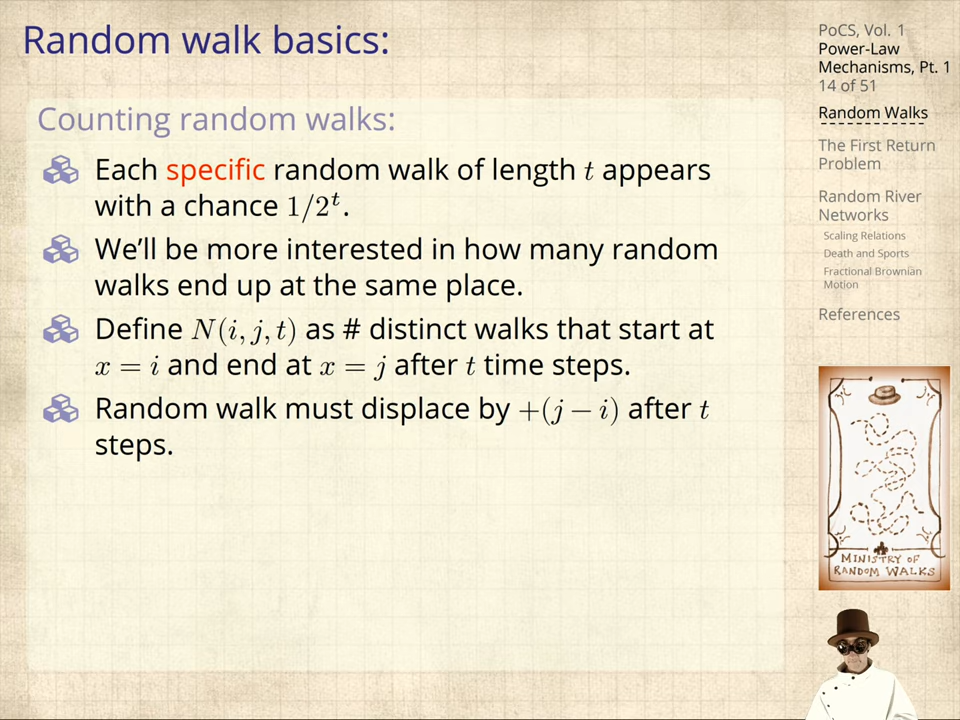 Random walk basics:
Counting random walks:
Each specific random walk of length t appears
with a chance 1/2^t.
We'll be more interested in how many random
walks end up at the same place.
Define N(i, j, t) as # distinct walks that start at
x = i and end at x = j after t time steps.
Random walk must displace by +(j − i) after t
steps.
PoCS, Vol. 1
Power-Law
Mechanisms, Pt. 1
14 of 51
Random Walks
The First Return
Problem
Random River
Networks
Scaling Relations
Death and Sports
Fractional Brownian
Motion
References
MINISTRY OF
RANDOM WALKS